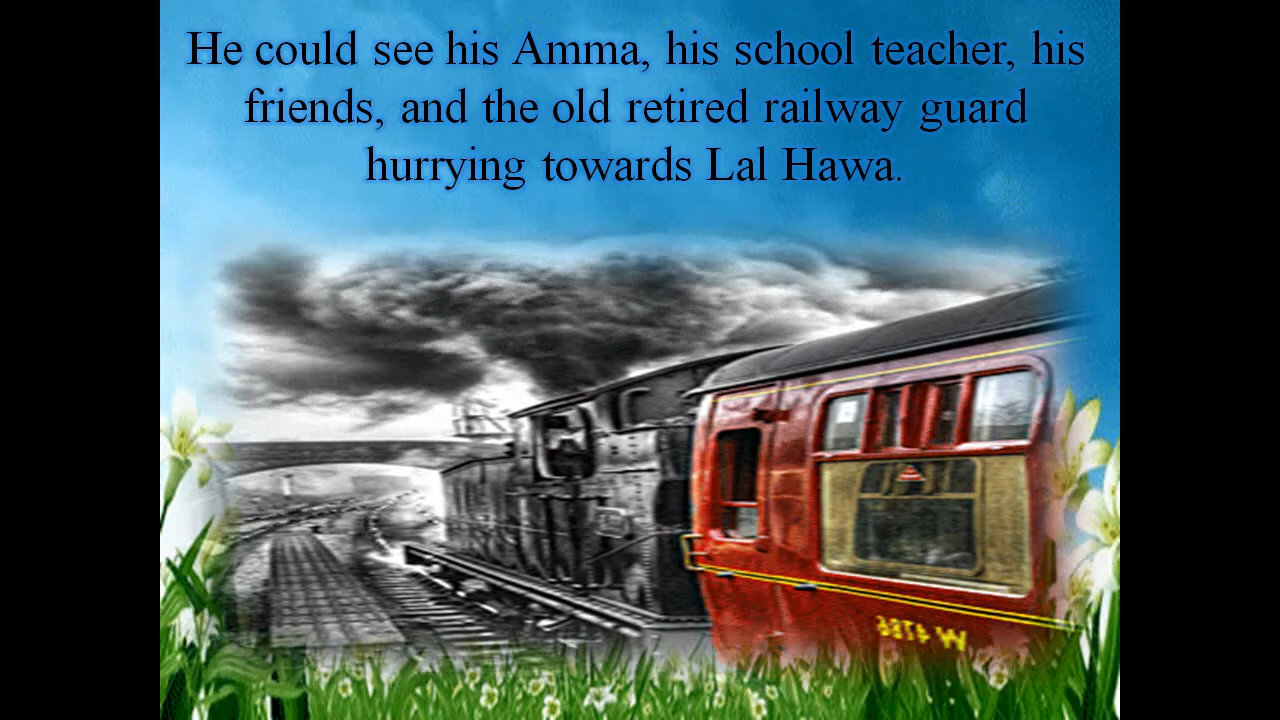 He could see his Amma, his school teacher, his
friends, and the old retired railway guard
hurrying towards Lal Hawa.
W 4786